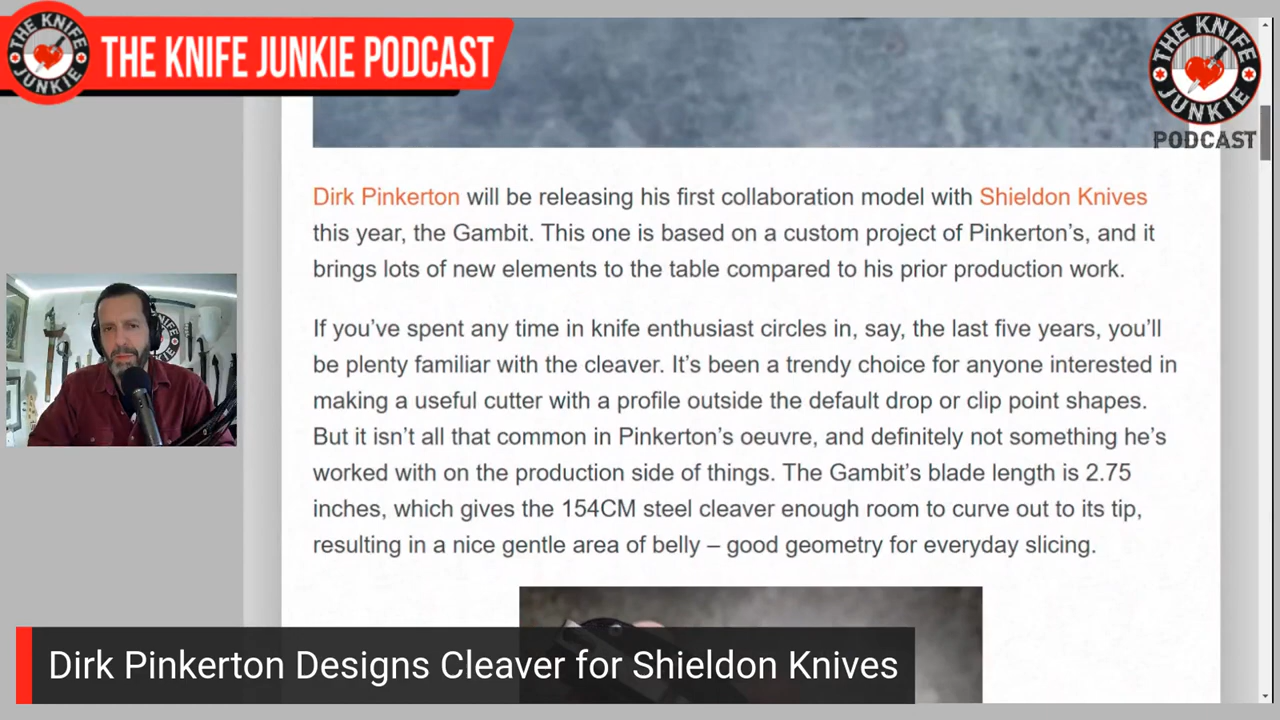 THE KNIFE JUNKIE
THE KNIFE JUNKIE PODCAST
THE KNIFE JUNKIE
PODCAST
Dirk Pinkerton will be releasing his first collaboration model with Shieldon Knives
this year, the Gambit. This one is based on a custom project of Pinkerton’s, and it
brings lots of new elements to the table compared to his prior production work.
If you’ve spent any time in knife enthusiast circles in, say, the last five years, you’ll
be plenty familiar with the cleaver. It’s been a trendy choice for anyone interested in
making a useful cutter with a profile outside the default drop or clip point shapes.
But it isn’t all that common in Pinkerton’s oeuvre, and definitely not something he’s
worked with on the production side of things. The Gambit’s blade length is 2.75
inches, which gives the 154CM steel cleaver enough room to curve out to its tip,
resulting in a nice gentle area of belly – good geometry for everyday slicing.
Dirk Pinkerton Designs Cleaver for Shieldon Knives